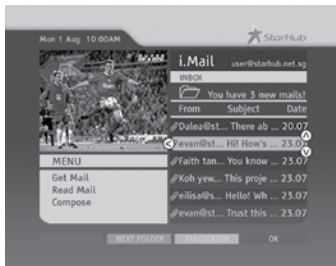 Mon 1 Aug 10:00AM
StarHub
i.Mail user@starhub.net.sg
INBOX
You have 3 new mails!
From Subject Date
Dalea@st... There ab ... 20.07
evan@st... Hi! How's ... 23.07
Faith tan... You know ... 23.07
Koh yew... This proje ... 23.07
eilisa@s... Hello! Wh ... 23.07
evan@st... Trust this ... 23.07
MENU
Get Mail
Read Mail
Compose
NEXT FOLDER FULLSCREEN OK